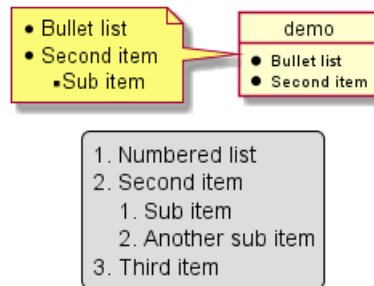 • Bullet list
• Second item
▪Sub item
demo
• Bullet list
• Second item
1. Numbered list
2. Second item
1. Sub item
2. Another sub item
3. Third item